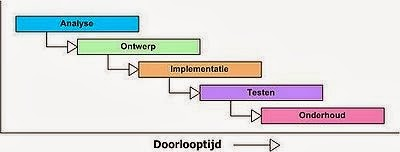 Analyse
Ontwerp
Implementatie
Testen
Onderhoud
Doorlooptijd